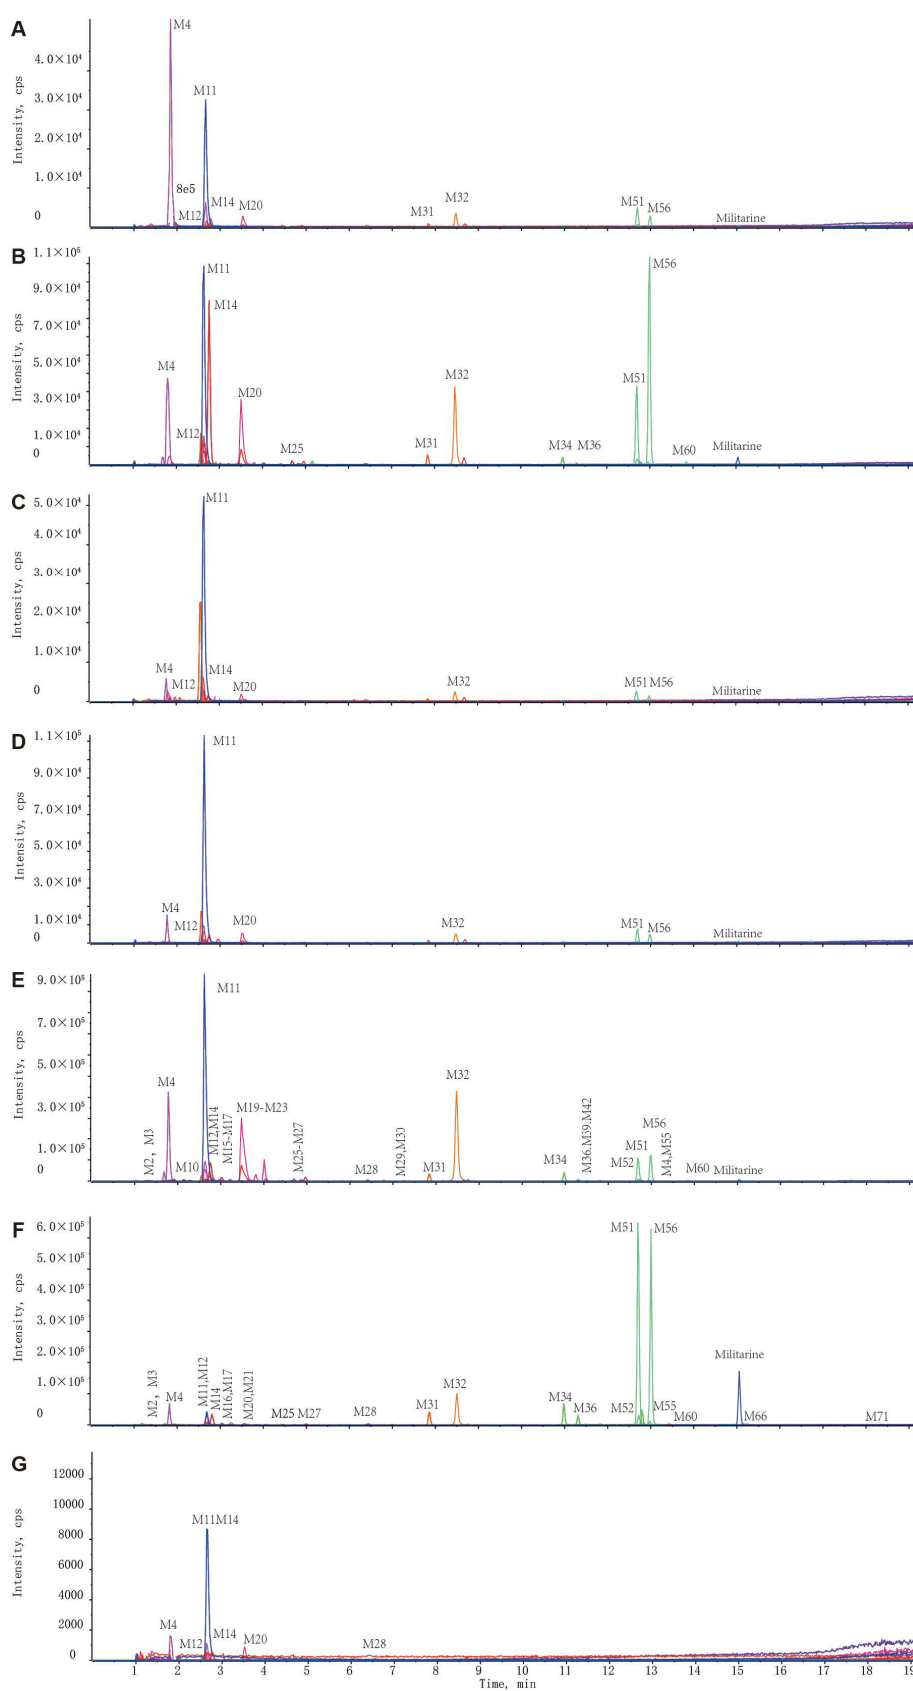 A
Intensity, cps
4.0×10⁴
3.0×10⁴
2.0×10⁴
1.0×10⁴
0
M4
8e5
M11
M12
M14
M20
M31
M32
M51
M56
Militarine
B
Intensity, cps
1.1×10⁵
9.0×10⁴
7.0×10⁴
5.0×10⁴
3.0×10⁴
1.0×10⁴
0
M4
M11
M12
M14
M20
M25
M31
M32
M34
M36
M51
M56
M60
Militarine
C
Intensity, cps
5.0×10⁴
4.0×10⁴
3.0×10⁴
2.0×10⁴
1.0×10⁴
0
M4
M11
M12
M14
M20
M32
M51
M56
Militarine
D
Intensity, cps
1.1×10⁵
9.0×10⁴
7.0×10⁴
5.0×10⁴
3.0×10⁴
1.0×10⁴
0
M4
M11
M12
M20
M32
M51
M56
Militarine
E
Intensity, cps
9.0×10⁵
7.0×10⁵
5.0×10⁵
3.0×10⁵
1.0×10⁵
0
M2, M3
M4
M10
M11
M12,M14
M15-M17
M19-M23
M25-M27
M28
M29,M30
M31
M32
M34
M36.M39.M42
M52
M51
M56
M4,M55
M60
Militarine
F
Intensity, cps
6.0×10⁵
5.0×10⁵
4.0×10⁵
3.0×10⁵
2.0×10⁵
1.0×10⁵
0
M2, M3
M4
M11,M12
M14
M16,M17
M20,M21
M25 M27
M28
M31
M32
M34
M36
M52
M51
M56
M55
M60
Militarine
M66
M71
G
Intensity, cps
12000
10000
8000
6000
4000
2000
0
M4
M12
M11M14
M14
M20
M28
1 2 3 4 5 6 7 8 9 10 11 12 13 14 15 16 17 18 19
Time, min